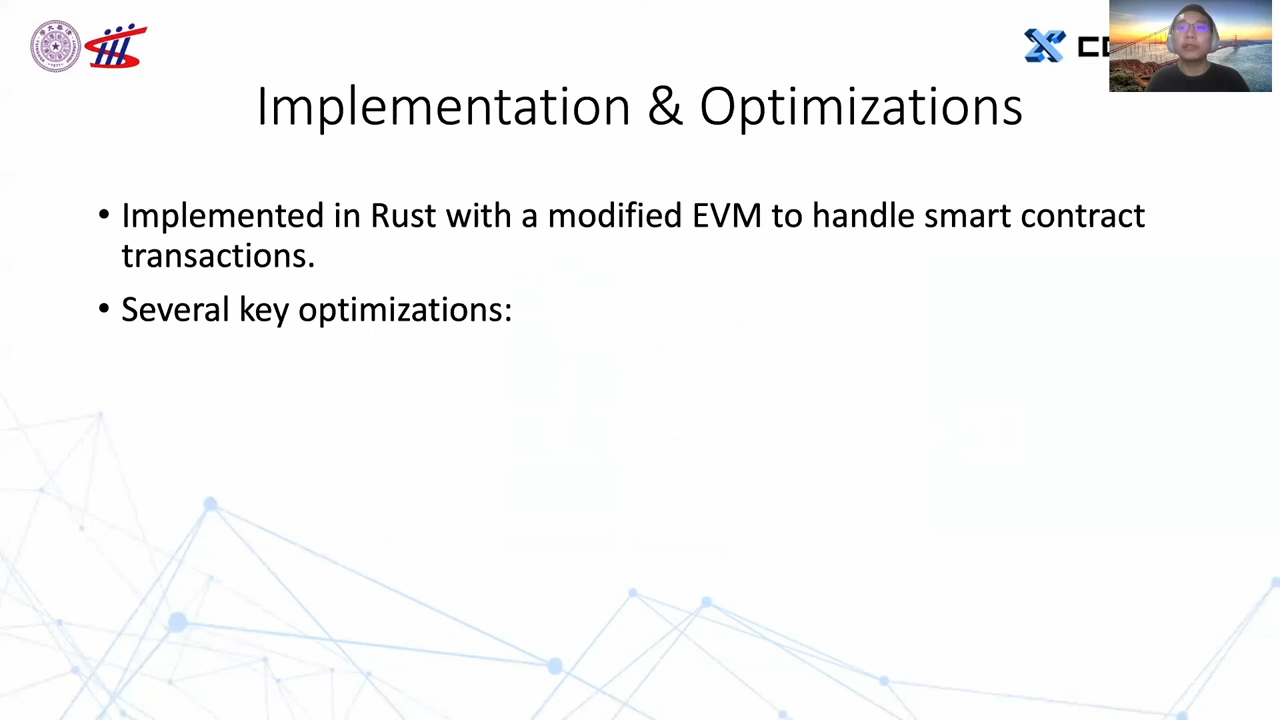 Implementation & Optimizations
• Implemented in Rust with a modified EVM to handle smart contract
transactions.
• Several key optimizations: